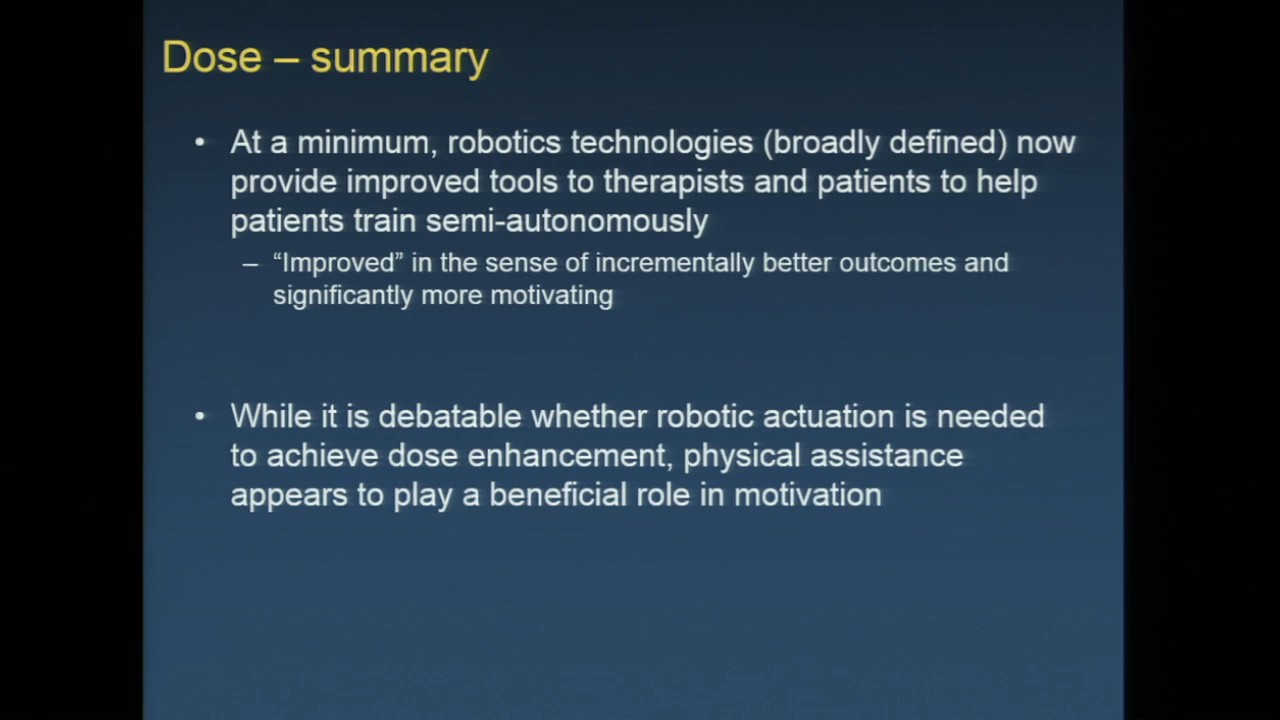 Dose – summary
• At a minimum, robotics technologies (broadly defined) now
provide improved tools to therapists and patients to help
patients train semi-autonomously
– “Improved” in the sense of incrementally better outcomes and
significantly more motivating
• While it is debatable whether robotic actuation is needed
to achieve dose enhancement, physical assistance
appears to play a beneficial role in motivation